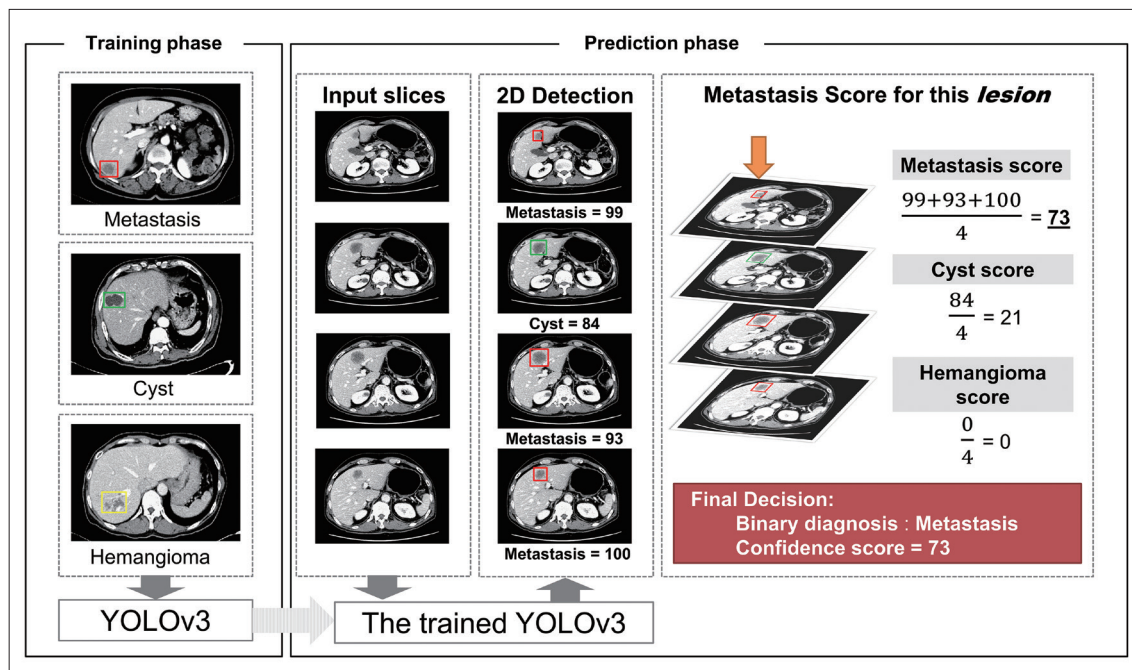 Training phase
Metastasis
Cyst
Hemangioma
YOLOv3
Prediction phase
Input slices
2D Detection
Metastasis = 99
Cyst = 84
Metastasis = 93
Metastasis = 100
The trained YOLOv3
Metastasis Score for this lesion
Metastasis score
99+93+100
4
= 73
Cyst score
84
4
= 21
Hemangioma
score
0
4
= 0
Final Decision:
Binary diagnosis : Metastasis
Confidence score = 73